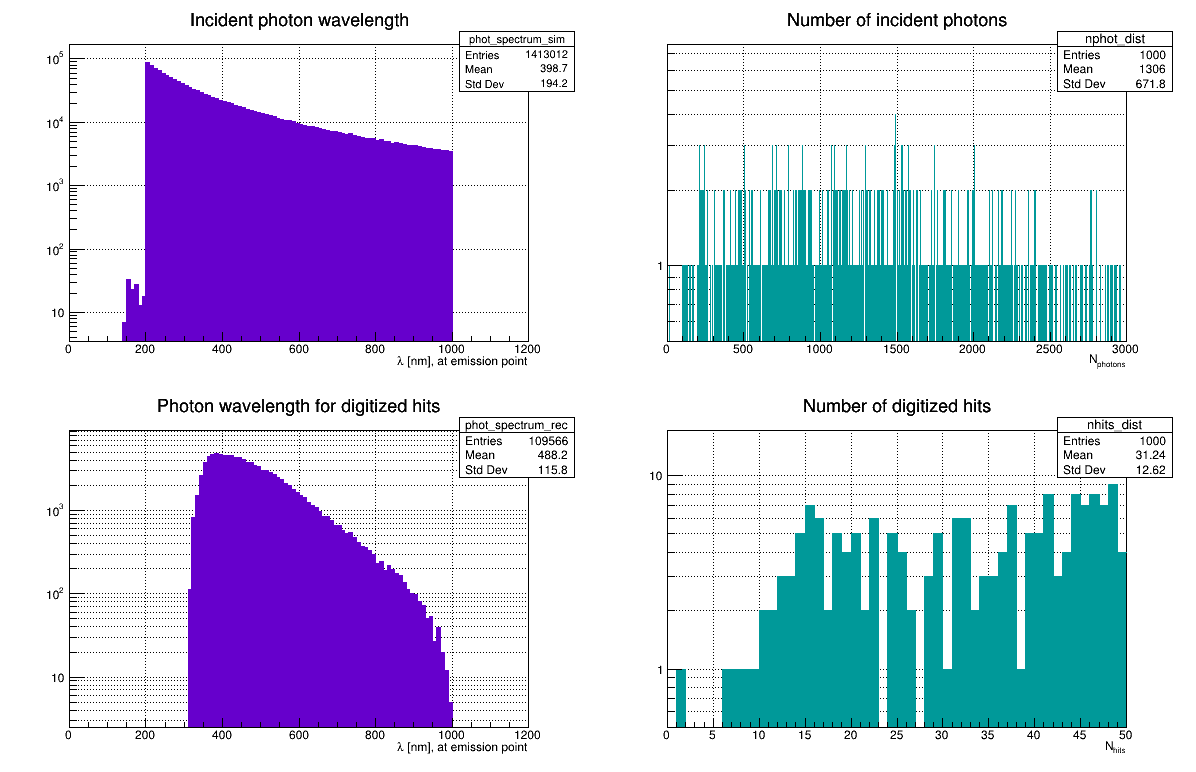 Incident photon wavelength
phot_spectrum_sim
Entries 1413012
Mean 398.7
Std Dev 194.2
10^5
10^4
10^3
10^2
10
0 200 400 600 800 1000 1200
λ [nm], at emission point
Number of incident photons
nphot_dist
Entries 1000
Mean 1306
Std Dev 671.8
1
0 500 1000 1500 2000 2500 3000
N_photons
Photon wavelength for digitized hits
phot_spectrum_rec
Entries 109566
Mean 488.2
Std Dev 115.8
10^3
10^2
10
0 200 400 600 800 1000 1200
λ [nm], at emission point
Number of digitized hits
nhits_dist
Entries 1000
Mean 31.24
Std Dev 12.62
10
1
0 5 10 15 20 25 30 35 40 45 50
N_hits